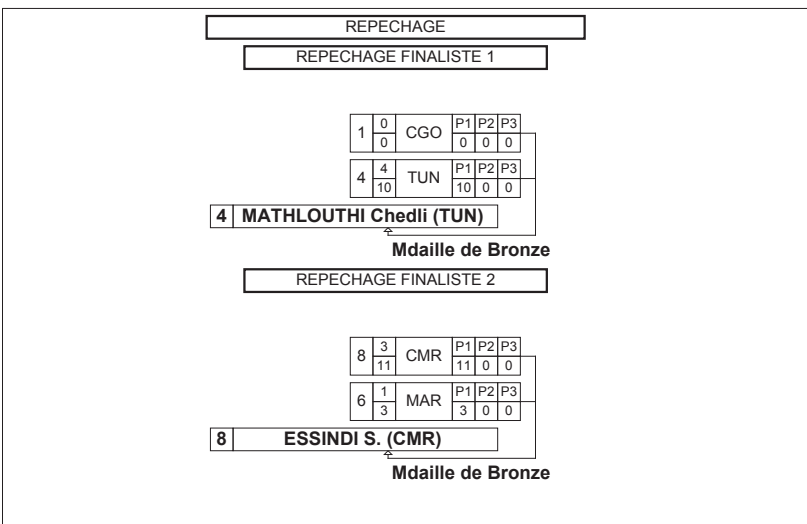 REPECHAGE
REPECHAGE FINALISTE 1
1 0 CGO P1 P2 P3
0 0 0 0
4 4 TUN P1 P2 P3
10 10 0 0
4 MATHLOUTHI Chedli (TUN)
Mdaille de Bronze
REPECHAGE FINALISTE 2
8 3 CMR P1 P2 P3
11 11 0 0
6 1 MAR P1 P2 P3
3 3 0 0
8 ESSINDI S. (CMR)
Mdaille de Bronze